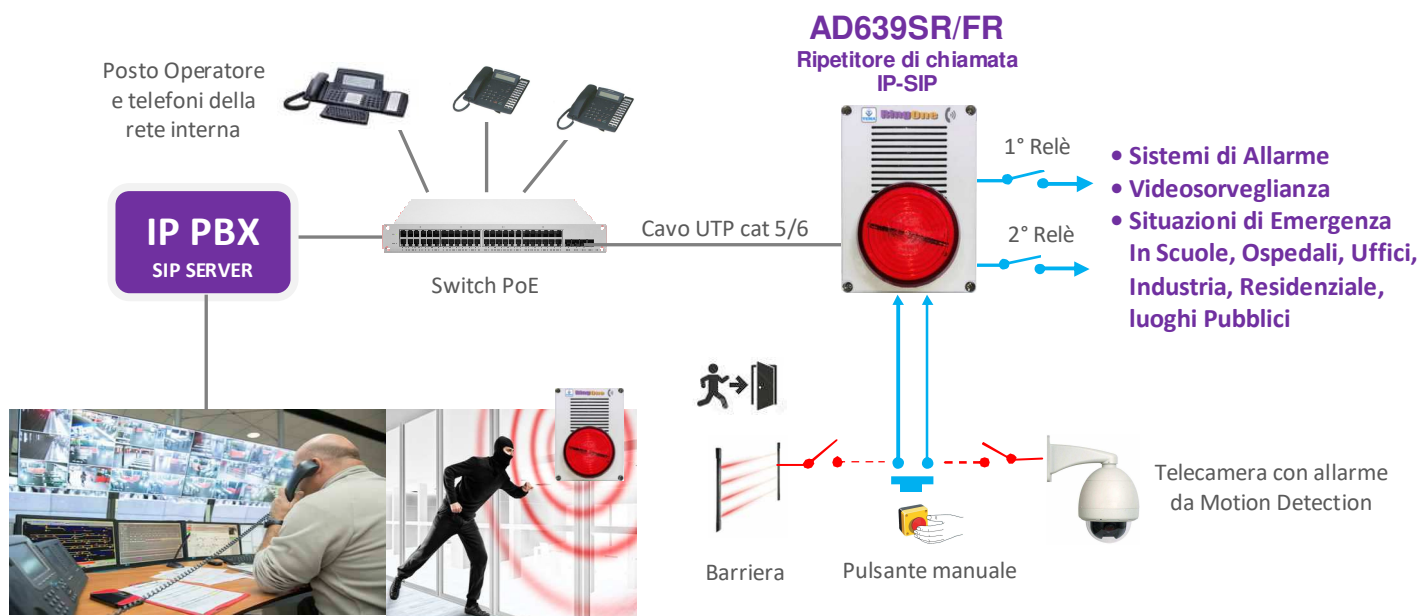 AD639SR/FR
Ripetitore di chiamata
IP-SIP
Posto Operatore
e telefoni della
rete interna
RingOne
1° Relè
• Sistemi di Allarme
• Videosorveglianza
• Situazioni di Emergenza
In Scuole, Ospedali, Uffici,
Industria, Residenziale,
luoghi Pubblici
IP PBX
SIP SERVER
Cavo UTP cat 5/6
2° Relè
Switch PoE
RingOne
Telecamera con allarme
da Motion Detection
Barriera
Pulsante manuale